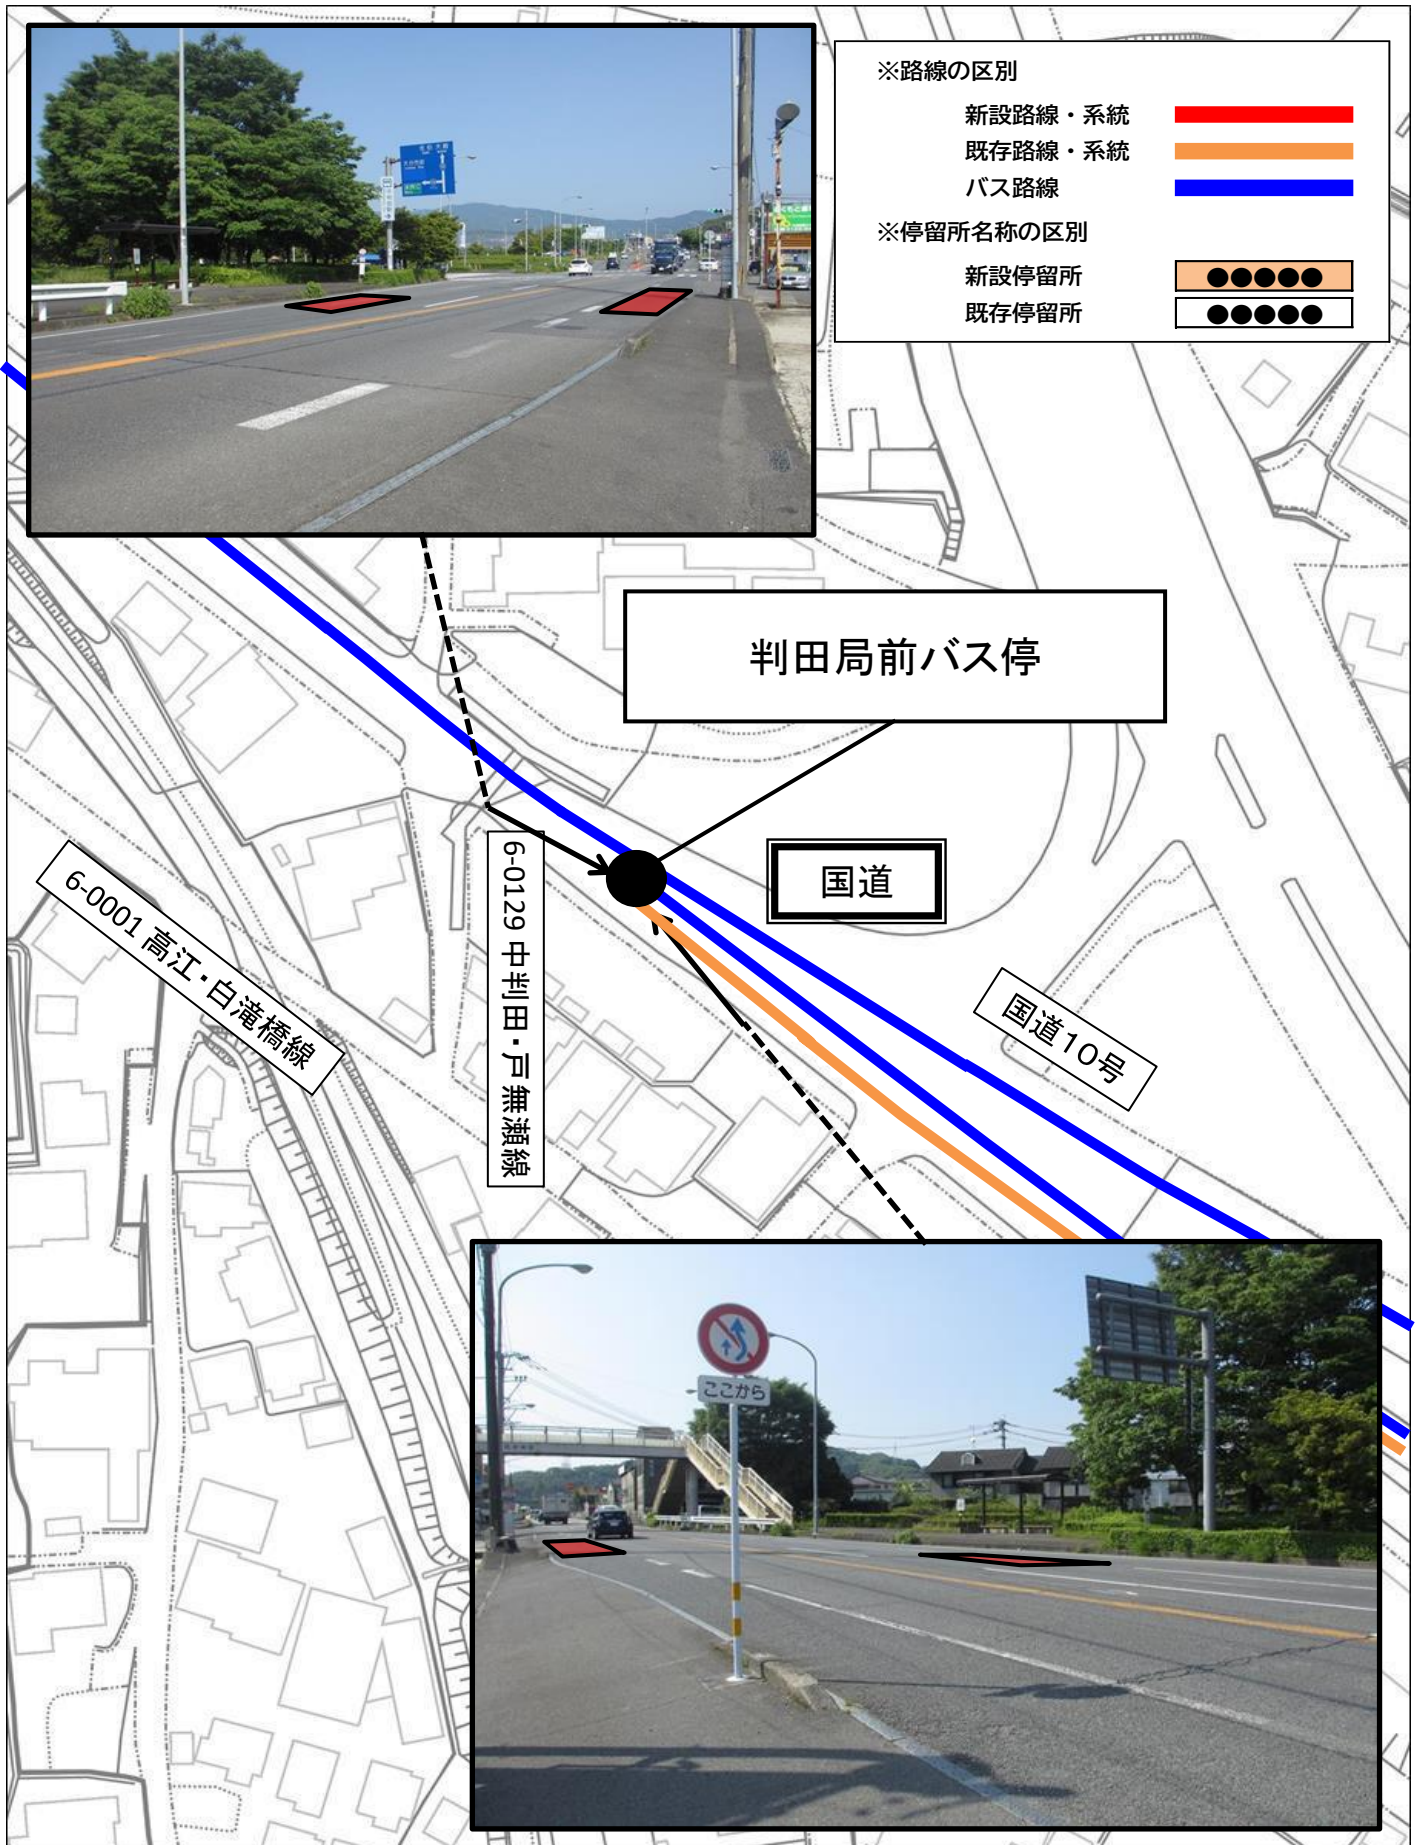 ※路線の区別
新設路線・系統
既存路線・系統
バス路線
※停留所名称の区別
新設停留所
●●●●●
既存停留所
●●●●●
判田局前バス停
国道
6-0129 中判田・戸無瀬線
6-0001 高江・白滝橋線
国道10号
ここから